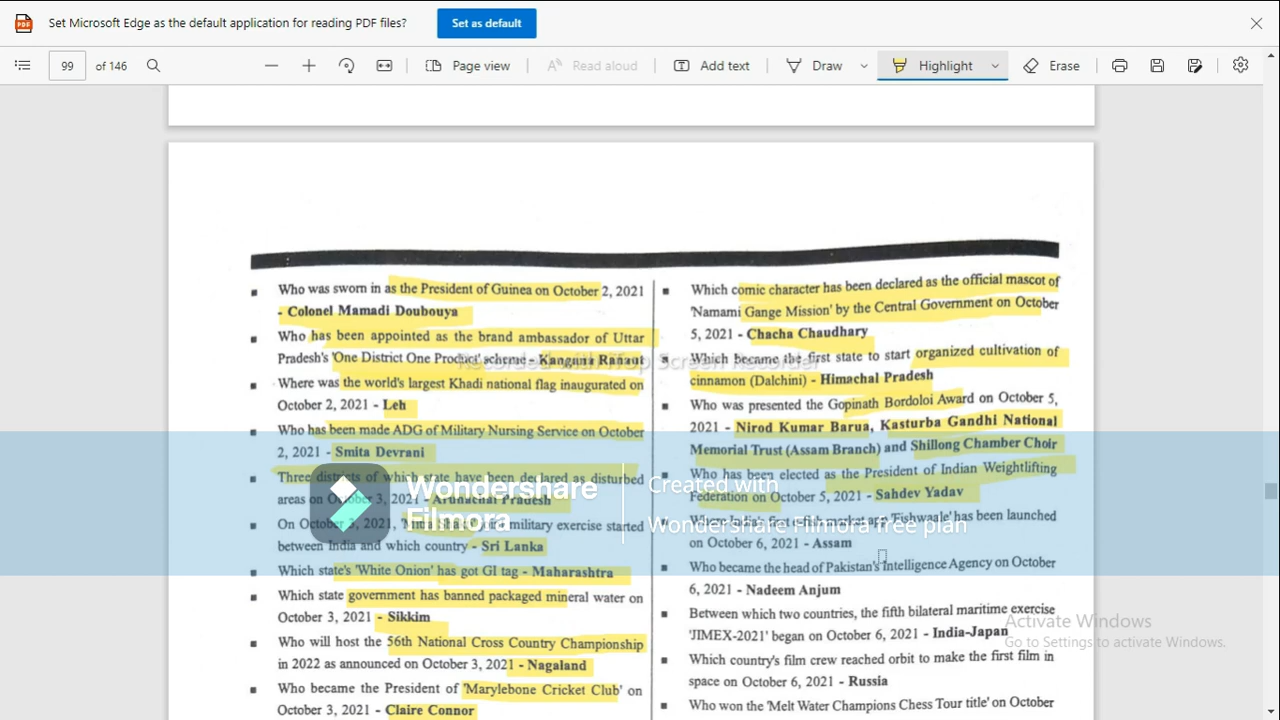 Set Microsoft Edge as the default application for reading PDF files?
Set as default
99 of 146
Page view
Read aloud
Add text
Draw
Highlight
Erase
Who was sworn in as the President of Guinea on October 2, 2021
- Colonel Mamadi Doubouya
Who has been appointed as the brand ambassador of Uttar
Pradesh's 'One District One Product' scheme - Kanguna Ranaut
Where was the world's largest Khadi national flag inaugurated on
October 2, 2021 - Leh
Who has been made ADG of Military Nursing Service on October
2, 2021 - Smita Devrani
Three districts of which state have been declared as disturbed
areas on October 3, 2021 - Arunachal Pradesh
On October 3, 2021, military exercise started
between India and which country - Sri Lanka
Which state's 'White Onion' has got GI tag - Maharashtra
Which state government has banned packaged mineral water on
October 3, 2021 - Sikkim
Who will host the 56th National Cross Country Championship
in 2022 as announced on October 3, 2021 - Nagaland
Who became the President of 'Marylebone Cricket Club' on
October 3, 2021 - Claire Connor
Which comic character has been declared as the official mascot of
'Namami Gange Mission' by the Central Government on October
5, 2021 - Chacha Chaudhary
Which became the first state to start organized cultivation of
cinnamon (Dalchini) - Himachal Pradesh
Who was presented the Gopinath Bordoloi Award on October 5,
2021 - Nirod Kumar Barua, Kasturba Gandhi National
Memorial Trust (Assam Branch) and Shillong Chamber Choir
Who has been elected as the President of Indian Weightlifting
Federation on October 5, 2021 - Sahdev Yadav
Where India's first market app 'Fishwaale' has been launched
on October 6, 2021 - Assam
Who became the head of Pakistan's Intelligence Agency on October
6, 2021 - Nadeem Anjum
Between which two countries, the fifth bilateral maritime exercise
'JIMEX-2021' began on October 6, 2021 - India-Japan
Which country's film crew reached orbit to make the first film in
space on October 6, 2021 - Russia
Who won the 'Melt Water Champions Chess Tour title' on October
Recorded with iTop Screen Recorder
Wondershare
Filmora
Created with
Wondershare Filmora free plan
Activate Windows
Go to Settings to activate Windows.